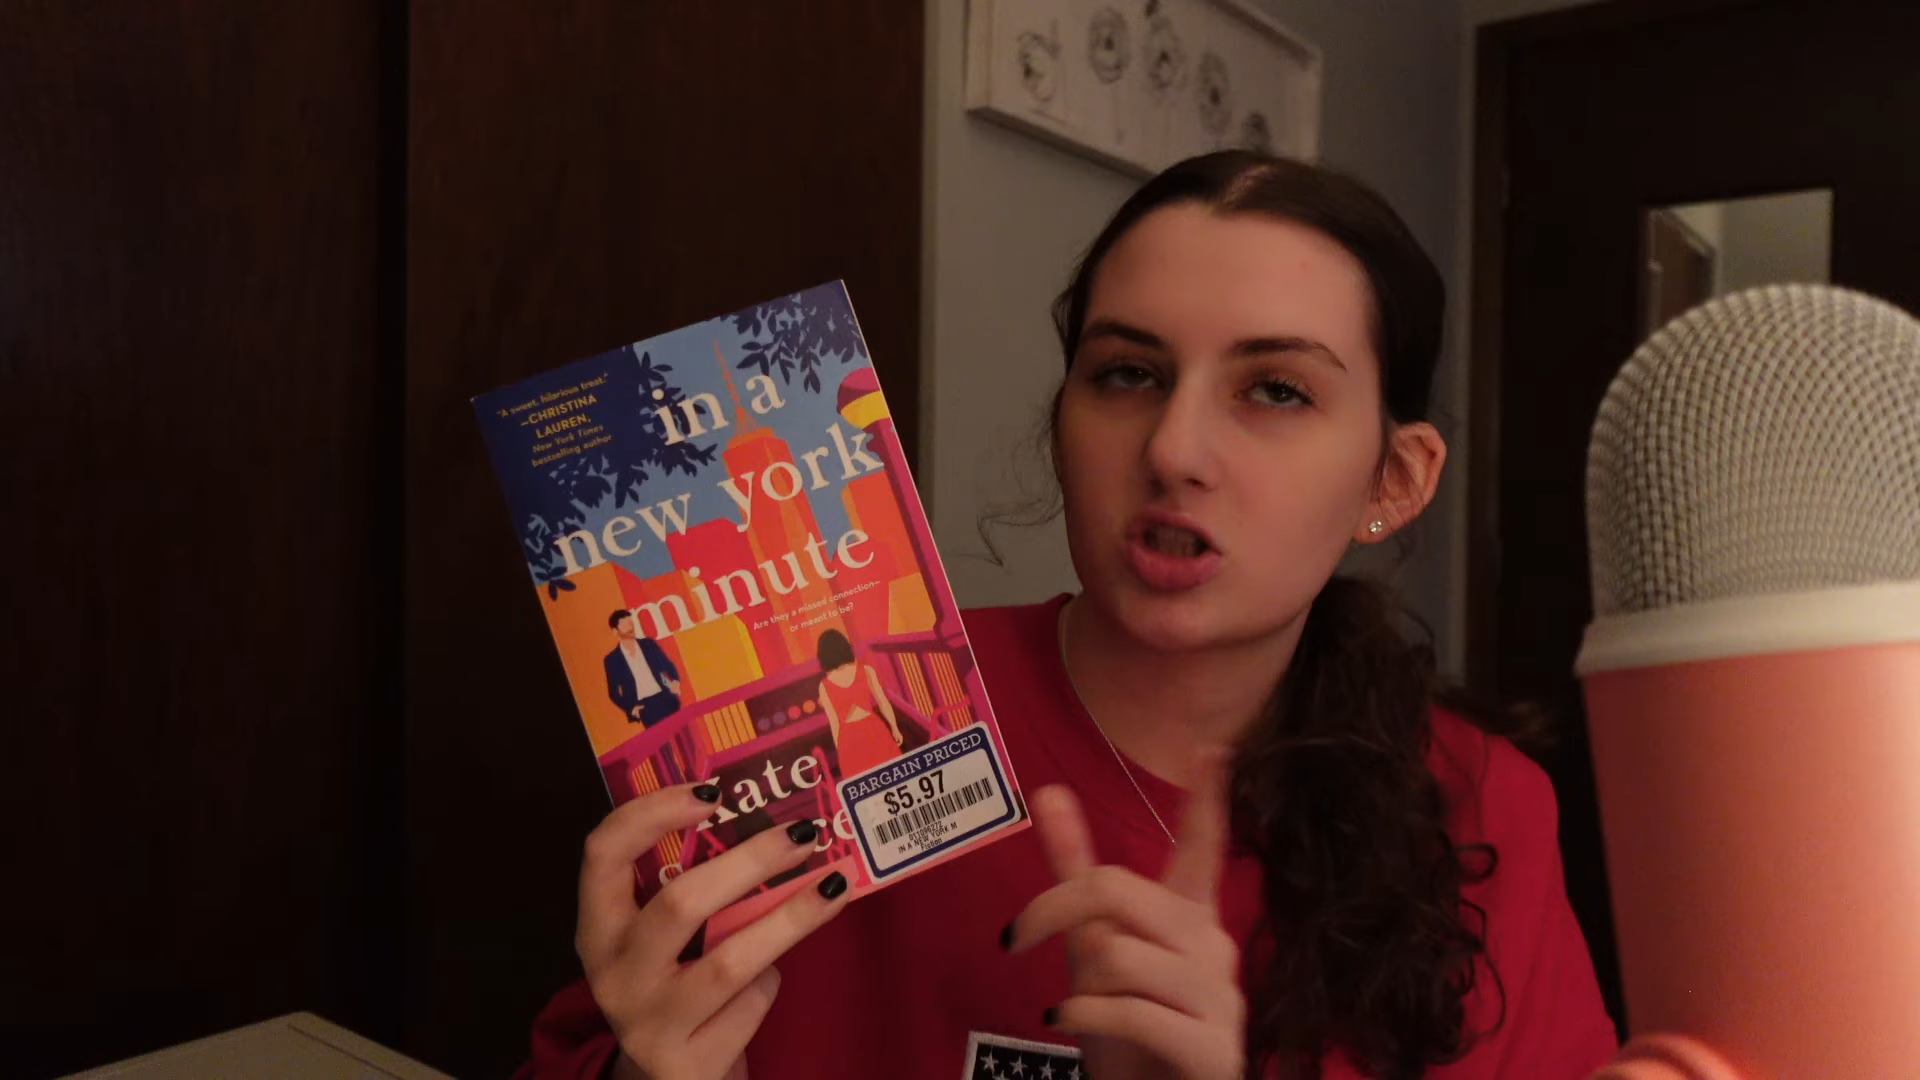 "A sweet, hilarious treat."
—CHRISTINA
LAUREN,
New York Times
bestselling author
in a
new york
minute
Are they a missed connection—
or meant to be?
Kate
BARGAIN PRICED
$5.97
IN A NEW YORK M
Fiction